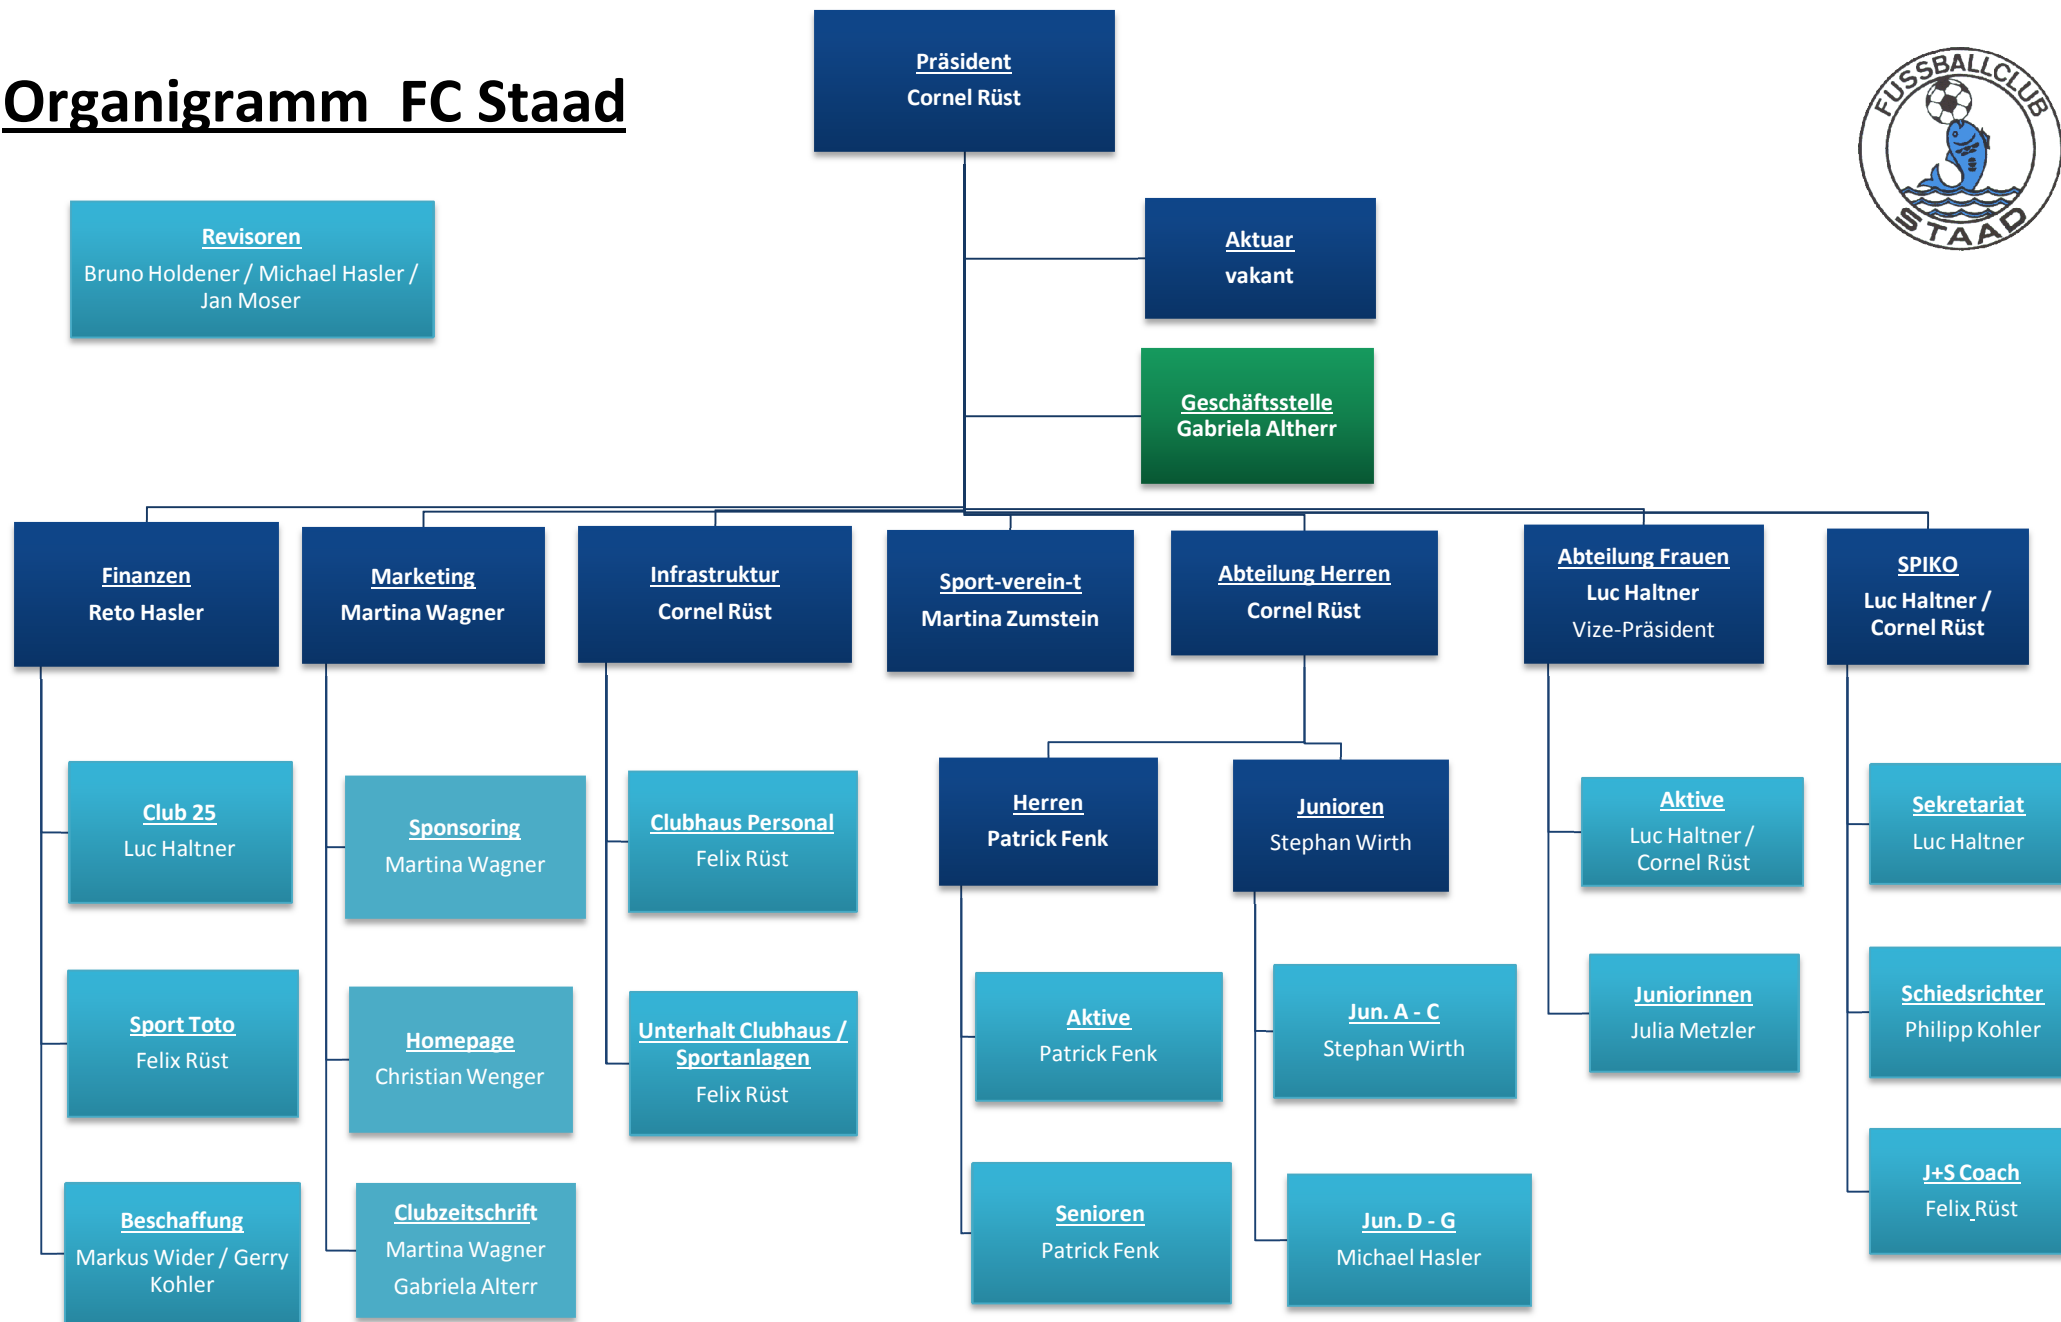 Organigramm  FC Staad
Präsident
Cornel Rüst
FUSSBALLCLUB
STAAD
Revisoren
Bruno Holdener / Michael Hasler /
Jan Moser
Aktuar
vakant
Geschäftsstelle
Gabriela Altherr
Finanzen
Reto Hasler
Marketing
Martina Wagner
Infrastruktur
Cornel Rüst
Sport-verein-t
Martina Zumstein
Abteilung Herren
Cornel Rüst
Abteilung Frauen
Luc Haltner
Vize-Präsident
SPIKO
Luc Haltner /
Cornel Rüst
Club 25
Luc Haltner
Sponsoring
Martina Wagner
Clubhaus Personal
Felix Rüst
Herren
Patrick Fenk
Junioren
Stephan Wirth
Aktive
Luc Haltner /
Cornel Rüst
Sekretariat
Luc Haltner
Sport Toto
Felix Rüst
Homepage
Christian Wenger
Unterhalt Clubhaus /
Sportanlagen
Felix Rüst
Aktive
Patrick Fenk
Jun. A - C
Stephan Wirth
Juniorinnen
Julia Metzler
Schiedsrichter
Philipp Kohler
Beschaffung
Markus Wider / Gerry
Kohler
Clubzeitschrift
Martina Wagner
Gabriela Alterr
Senioren
Patrick Fenk
Jun. D - G
Michael Hasler
J+S Coach
Felix Rüst